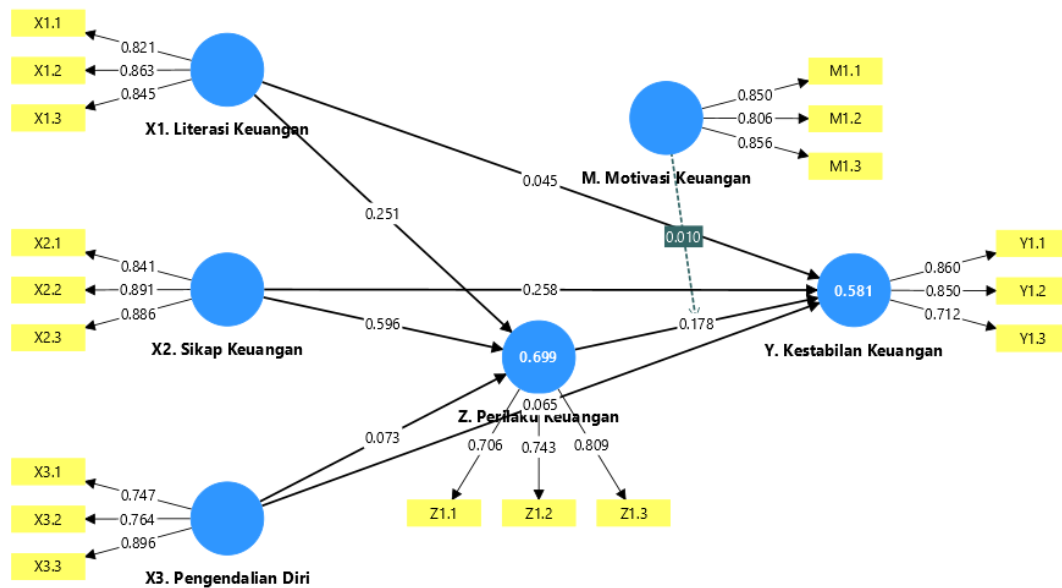 X1.1
0.821
X1.2
0.863
X1.3
0.845
X1. Literasi Keuangan
M1.1
0.850
M1.2
0.806
M1.3
0.856
M. Motivasi Keuangan
0.045
0.251
0.010
X2.1
0.841
X2.2
0.891
X2.3
0.886
X2. Sikap Keuangan
0.258
0.596
0.178
Y1.1
0.860
Y1.2
0.850
Y1.3
0.712
0.581
Y. Kestabilan Keuangan
0.699
Z. Perilaku Keuangan
0.065
0.073
0.706
0.743
0.809
Z1.1
Z1.2
Z1.3
X3.1
0.747
X3.2
0.764
X3.3
0.896
X3. Pengendalian Diri